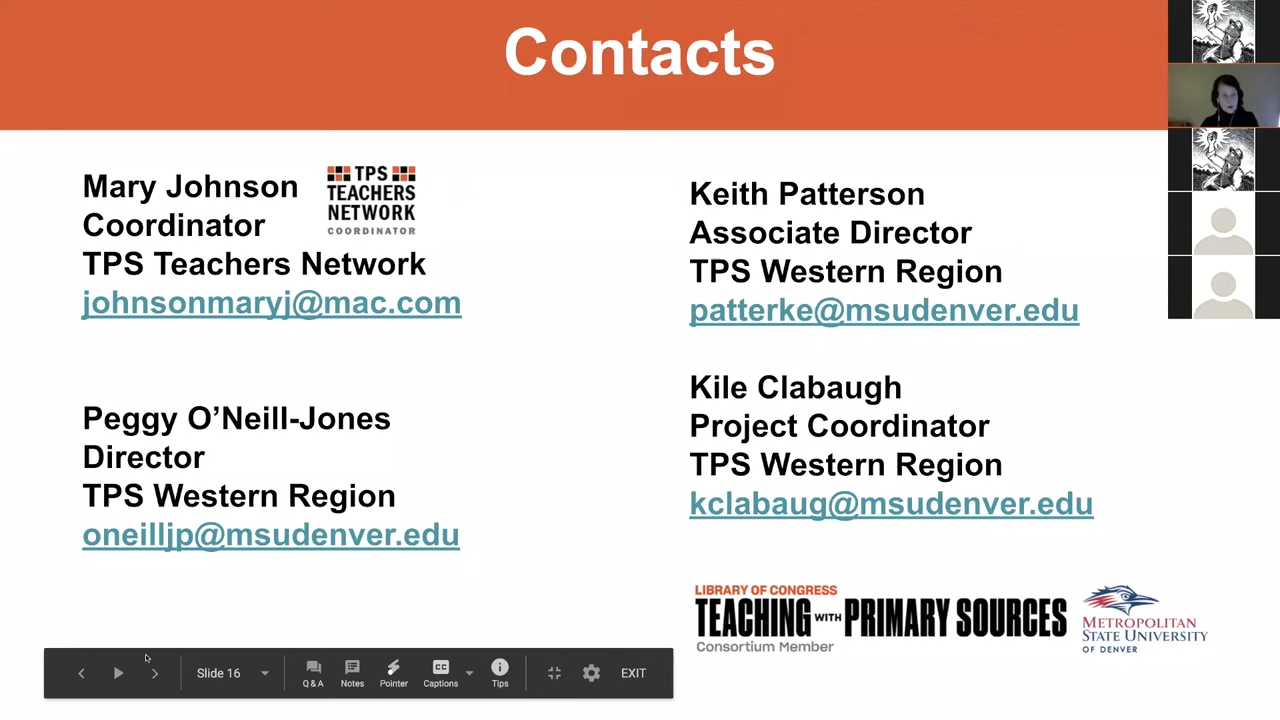 Contacts
Mary Johnson
Coordinator
TPS Teachers Network
johnsonmaryj@mac.com
TPS
TEACHERS
NETWORK
COORDINATOR
Peggy O’Neill-Jones
Director
TPS Western Region
oneilljp@msudenver.edu
Keith Patterson
Associate Director
TPS Western Region
patterke@msudenver.edu
Kile Clabaugh
Project Coordinator
TPS Western Region
kclabaug@msudenver.edu
LIBRARY OF CONGRESS
TEACHING WITH PRIMARY SOURCES
Consortium Member
METROPOLITAN
STATE UNIVERSITY
OF DENVER
Slide 16
Q & A
Notes
Pointer
CC
Captions
Tips
EXIT